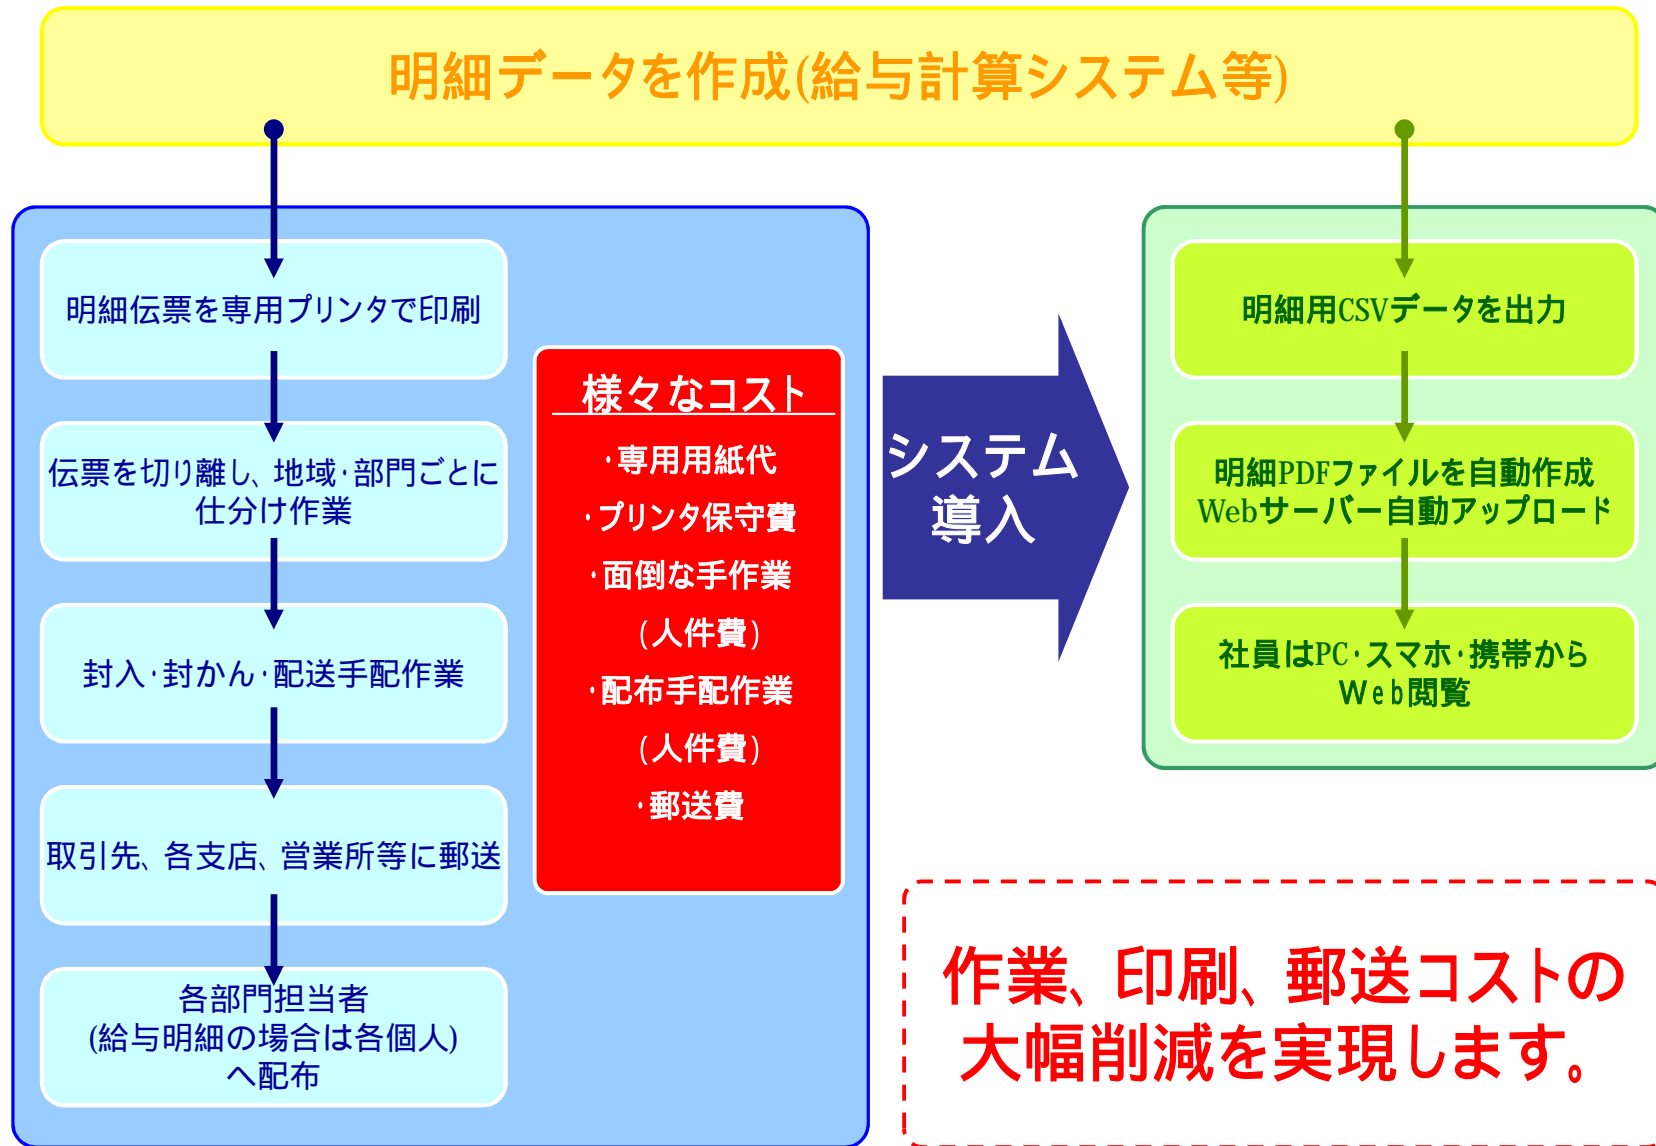 明細データを作成(給与計算システム等)
明細伝票を専用プリンタで印刷
伝票を切り離し、地域・部門ごとに
仕分け作業
封入・封かん・配送手配作業
取引先、各支店、営業所等に郵送
各部門担当者
(給与明細の場合は各個人)
へ配布
様々なコスト
・専用用紙代
・プリンタ保守費
・面倒な手作業
(人件費)
・配布手配作業
(人件費)
・郵送費
システム
導入
明細用CSVデータを出力
明細PDFファイルを自動作成
Webサーバー自動アップロード
社員はPC・スマホ・携帯から
Web閲覧
作業、印刷、郵送コストの
大幅削減を実現します。